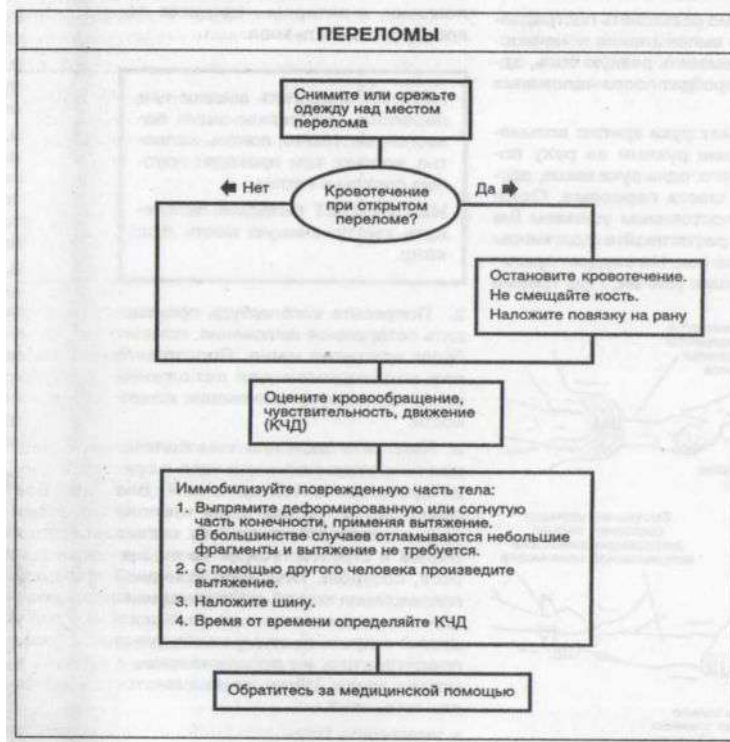 ПЕРЕЛОМЫ
Снимите или срежьте
одежду над местом
перелома
Нет
Кровотечение
при открытом
переломе?
Да
Остановите кровотечение.
Не смещайте кость.
Наложите повязку на рану
Оцените кровообращение,
чувствительность, движение
(КЧД)
Иммобилизуйте поврежденную часть тела:
1. Выпрямите деформированную или согнутую
часть конечности, применяя вытяжение.
В большинстве случаев отламываются небольшие
фрагменты и вытяжение не требуется.
2. С помощью другого человека произведите
вытяжение.
3. Наложите шину.
4. Время от времени определяйте КЧД
Обратитесь за медицинской помощью